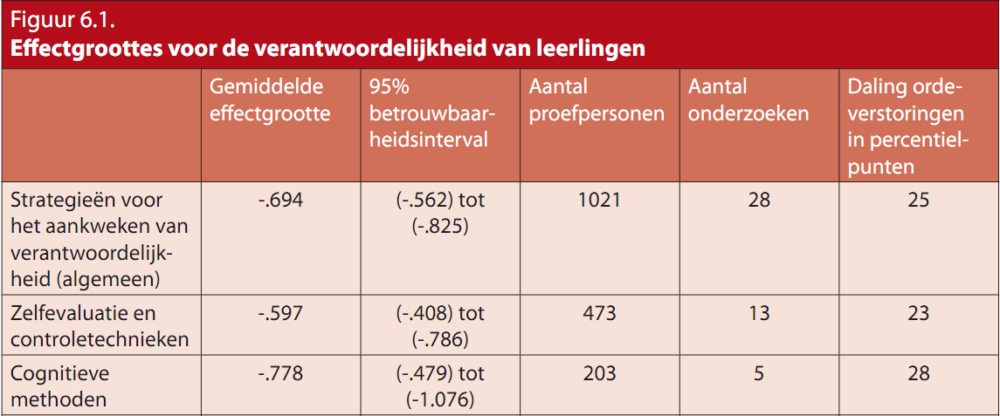 Figuur 6.1.
Effectgroottes voor de verantwoordelijkheid van leerlingen
Gemiddelde
effectgrootte
95%
betrouwbaar-
heidsinterval
Aantal
proefpersonen
Aantal
onderzoeken
Daling orde-
verstoringen
in percentiel-
punten
Strategieën voor
het aankweken van
verantwoordelijk-
heid (algemeen)
-.694
(-.562) tot
(-.825)
1021
28
25
Zelfevaluatie en
controletechnieken
-.597
(-.408) tot
(-.786)
473
13
23
Cognitieve
methoden
-.778
(-.479) tot
(-1.076)
203
5
28